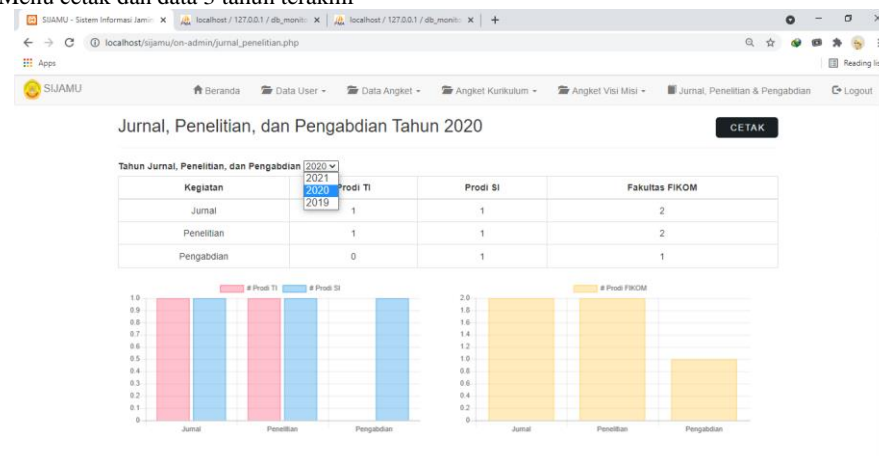 Menu cetak dan data 3 tahun terakhir
SIJAMU - Sistem Informasi Jamin
localhost / 127.0.0.1 / db_monito
localhost / 127.0.0.1 / db_monito
localhost/sijamu/on-admin/jurnal_penelitian.php
Apps
Reading lis
SIJAMU
Beranda
Data User
Data Angket
Angket Kurikulum
Angket Visi Misi
Jurnal, Penelitian & Pengabdian
Logout
Jurnal, Penelitian, dan Pengabdian Tahun 2020
CETAK
Tahun Jurnal, Penelitian, dan Pengabdian 2020
2021
2020
2019
Kegiatan Prodi TI Prodi SI Fakultas FIKOM
Jurnal 1 1 2
Penelitian 1 1 2
Pengabdian 0 1 1
# Prodi TI # Prodi SI
1.0
0.9
0.8
0.7
0.6
0.5
0.4
0.3
0.2
0.1
0
Jurnal Penelitian Pengabdian
# Prodi FIKOM
2.0
1.8
1.6
1.4
1.2
1.0
0.8
0.6
0.4
0.2
0
Jurnal Penelitian Pengabdian